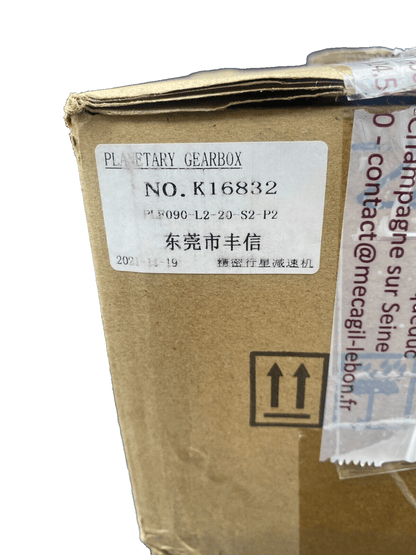 PLANETARY GEARBOX
NO.K16832
PLF090-L2-20-S2-P2
东莞市丰信
2021-11-19 精密行星减速机
Champagne sur Seine
contact@mecagil-lebon.fr